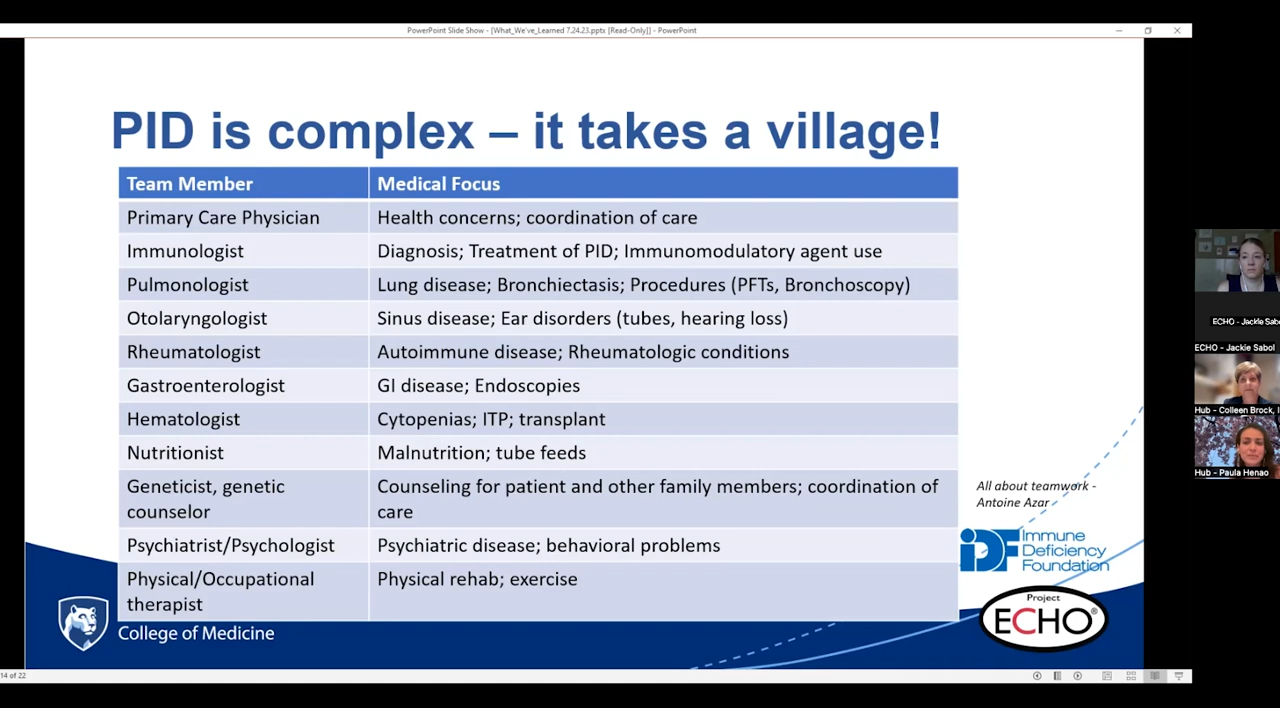 PowerPoint Slide Show - [What_We've_Learned 7.24.23.pptx [Read-Only]] - PowerPoint
PID is complex – it takes a village!
Team Member Medical Focus
Primary Care Physician Health concerns; coordination of care
Immunologist Diagnosis; Treatment of PID; Immunomodulatory agent use
Pulmonologist Lung disease; Bronchiectasis; Procedures (PFTs, Bronchoscopy)
Otolaryngologist Sinus disease; Ear disorders (tubes, hearing loss)
Rheumatologist Autoimmune disease; Rheumatologic conditions
Gastroenterologist GI disease; Endoscopies
Hematologist Cytopenias; ITP; transplant
Nutritionist Malnutrition; tube feeds
Geneticist, genetic
counselor
Counseling for patient and other family members; coordination of
care
Psychiatrist/Psychologist Psychiatric disease; behavioral problems
Physical/Occupational
therapist
Physical rehab; exercise
All about teamwork -
Antoine Azar
IDF Immune
Deficiency
Foundation
Project
ECHO®
College of Medicine
14 of 22
ECHO - Jackie Sabo
ECHO - Jackie Sabol
Hub - Colleen Brock,
Hub - Paula Henao